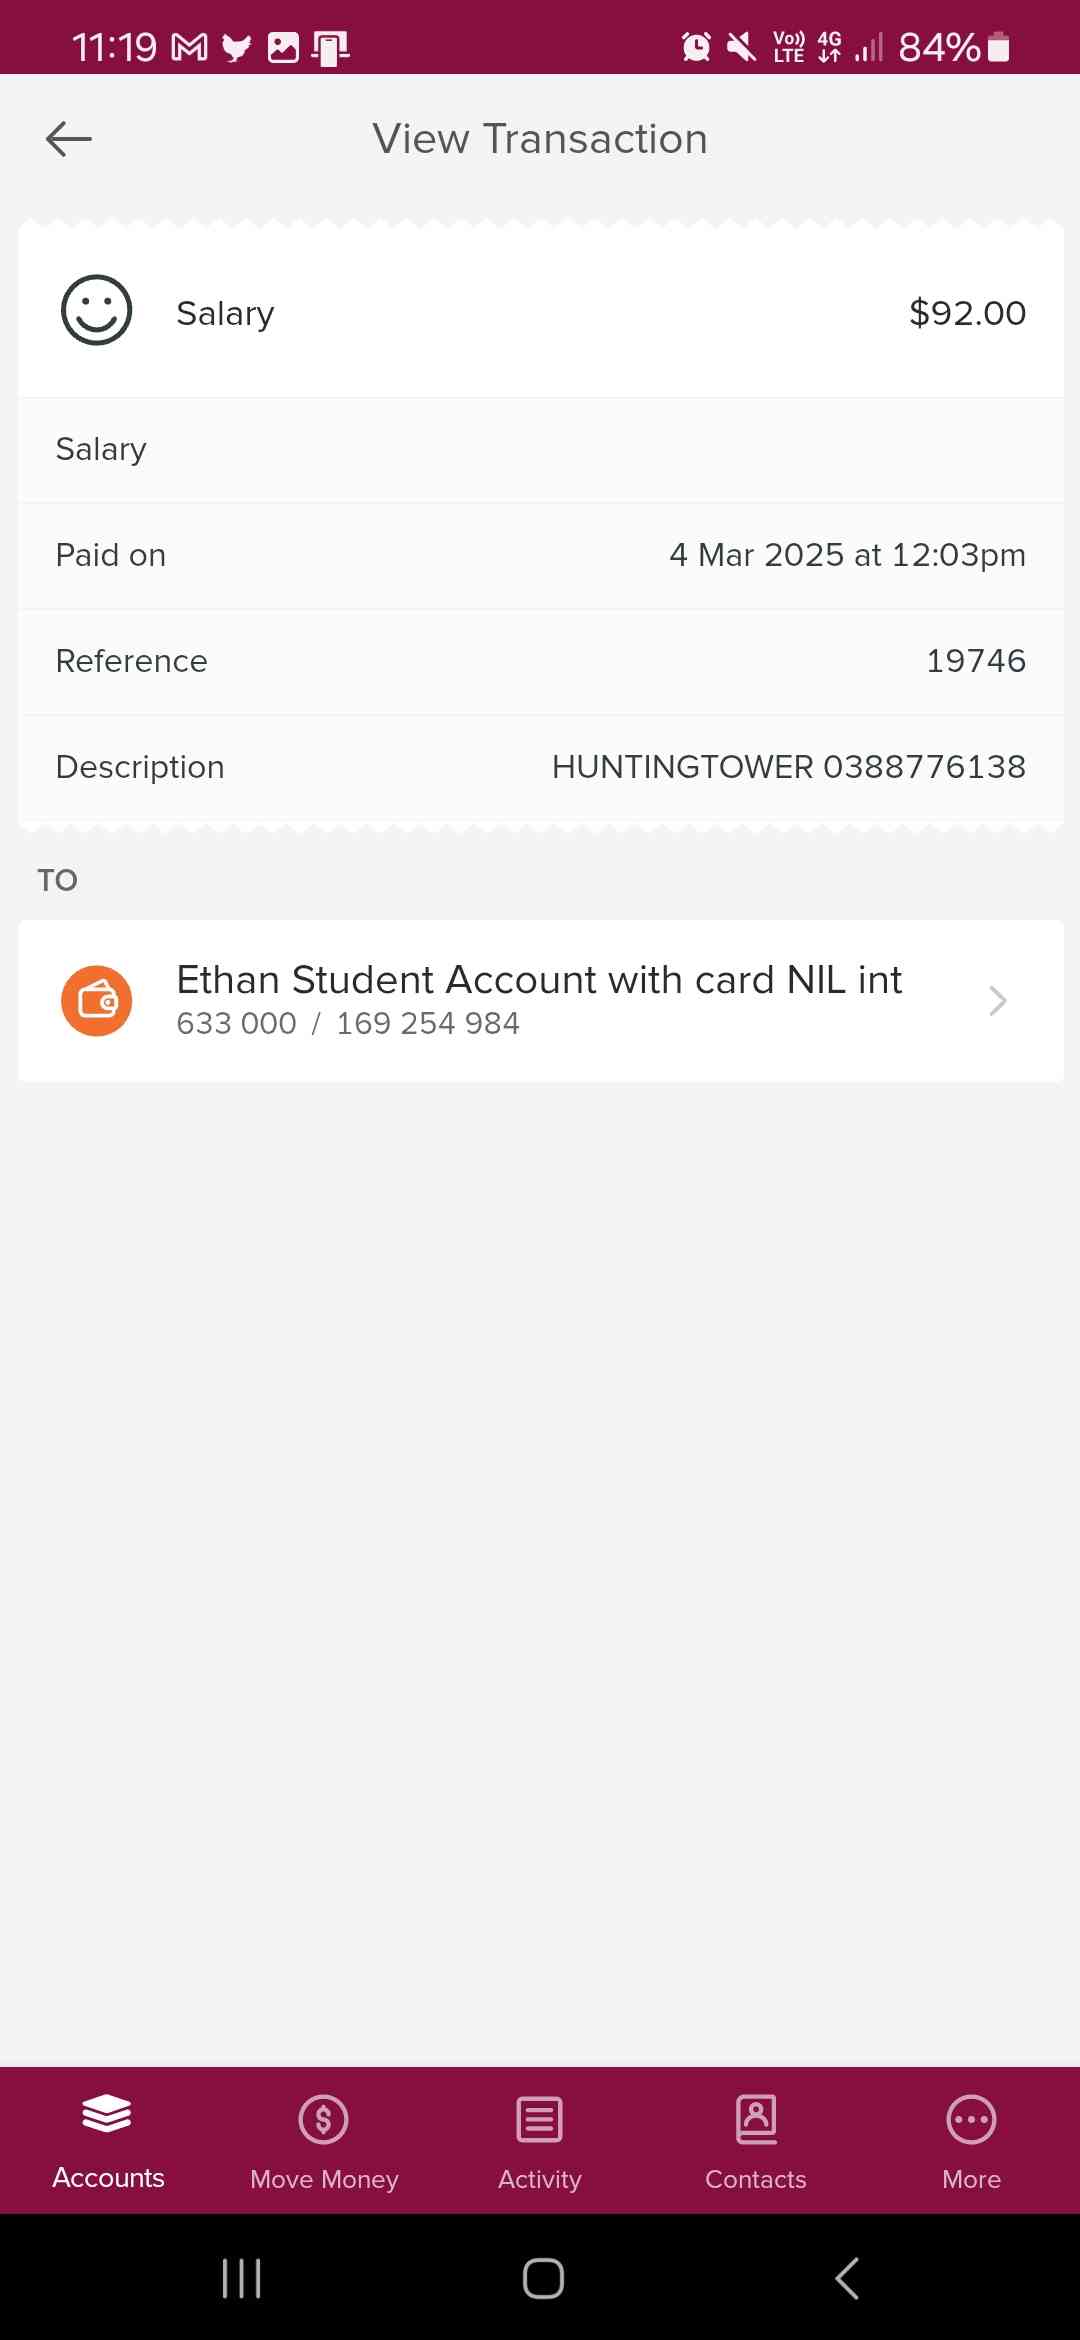 11:19 Vo)) LTE 4G 84%
View Transaction
Salary $92.00
Salary
Paid on 4 Mar 2025 at 12:03pm
Reference 19746
Description HUNTINGTOWER 0388776138
TO
Ethan Student Account with card NIL int
633 000 / 169 254 984
Accounts Move Money Activity Contacts More